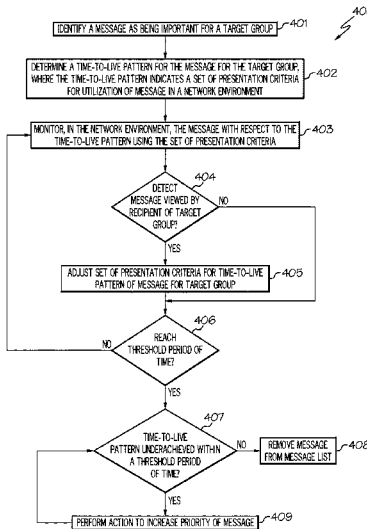 400
IDENTIFY A MESSAGE AS BEING IMPORTANT FOR A TARGET GROUP
401
DETERMINE A TIME-TO-LIVE PATTERN FOR THE MESSAGE FOR THE TARGET GROUP,
WHERE THE TIME-TO-LIVE PATTERN INDICATES A SET OF PRESENTATION CRITERIA
FOR UTILIZATION OF MESSAGE IN A NETWORK ENVIRONMENT
402
MONITOR, IN THE NETWORK ENVIRONMENT, THE MESSAGE WITH RESPECT TO THE
TIME-TO-LIVE PATTERN USING THE SET OF PRESENTATION CRITERIA
403
404
DETECT
MESSAGE VIEWED BY
RECIPIENT OF TARGET
GROUP?
NO
YES
ADJUST SET OF PRESENTATION CRITERIA FOR TIME-TO-LIVE
PATTERN OF MESSAGE FOR TARGET GROUP
405
406
REACH
THRESHOLD PERIOD OF
TIME?
NO
YES
407
TIME-TO-LIVE
PATTERN UNDERACHIEVED WITHIN
A THRESHOLD PERIOD
OF TIME?
NO
REMOVE MESSAGE
FROM MESSAGE LIST
408
YES
PERFORM ACTION TO INCREASE PRIORITY OF MESSAGE
409